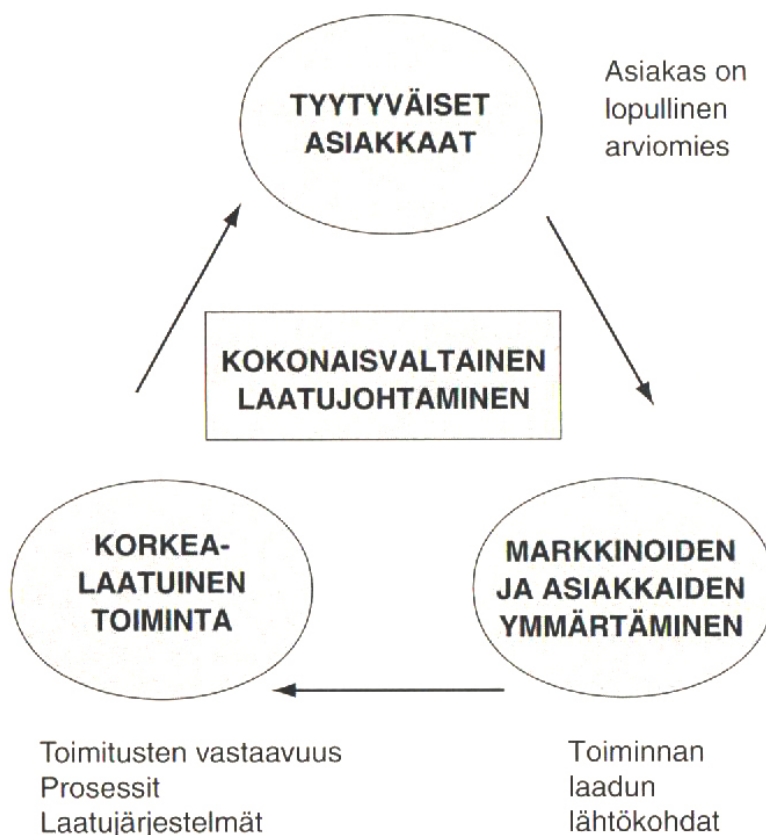 TYYTYVÄISET
ASIAKKAAT
Asiakas on
lopullinen
arviomies
KOKONAISVALTAINEN
LAATUJOHTAMINEN
KORKEA-
LAATUINEN
TOIMINTA
MARKKINOIDEN
JA ASIAKKAIDEN
YMMÄRTÄMINEN
Toimitusten vastaavuus
Prosessit
Laatujärjestelmät
Toiminnan
laadun
lähtökohdat